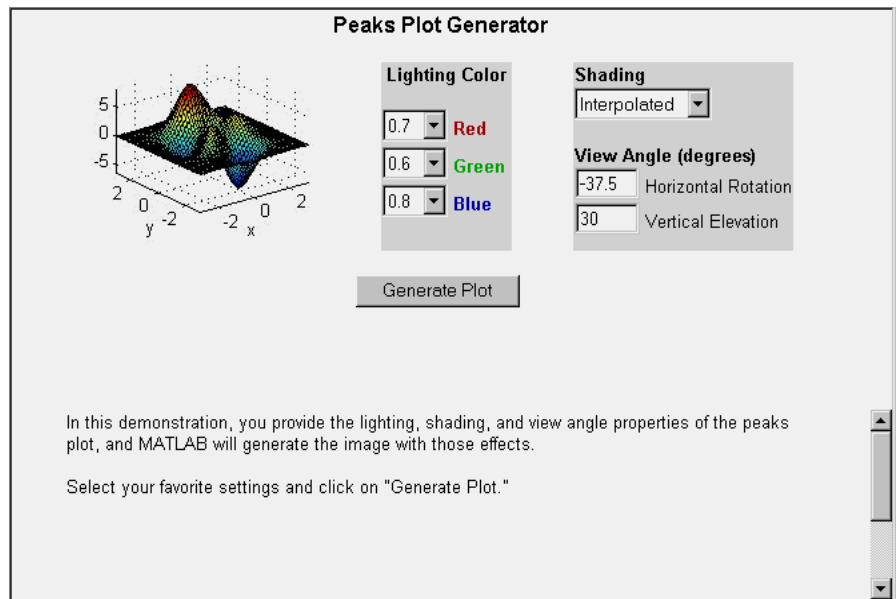 Peaks Plot Generator
5
0
-5
2
0
-2
y
-2
0
2
x
Lighting Color
0.7 Red
0.6 Green
0.8 Blue
Shading
Interpolated
View Angle (degrees)
-37.5 Horizontal Rotation
30 Vertical Elevation
Generate Plot
In this demonstration, you provide the lighting, shading, and view angle properties of the peaks
plot, and MATLAB will generate the image with those effects.
Select your favorite settings and click on "Generate Plot."